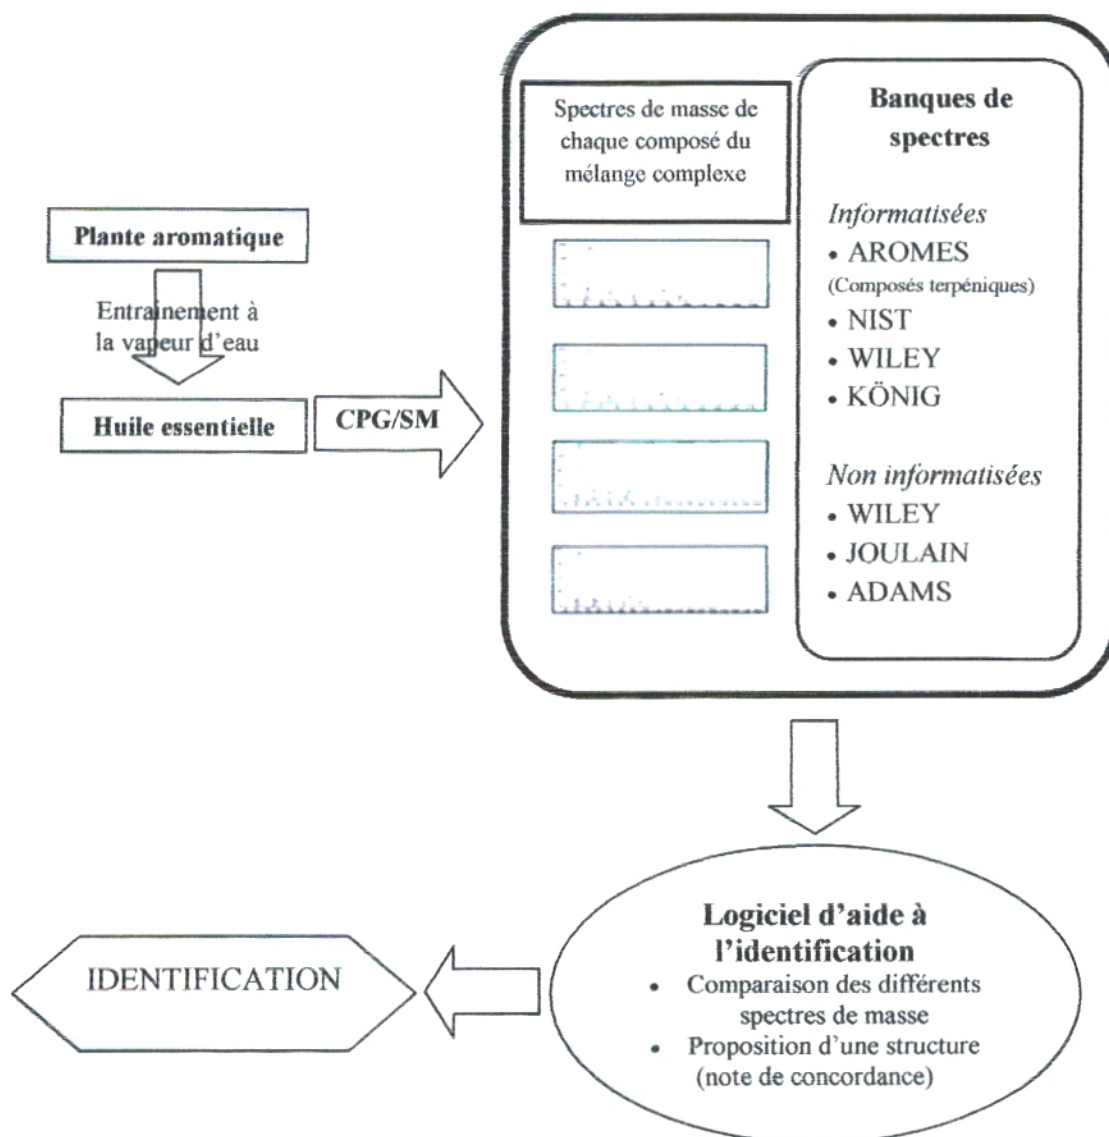 Plante aromatique
Entrainement à
la vapeur d'eau
Huile essentielle
CPG/SM
Spectres de masse de
chaque composé du
mélange complexe
Banques de
spectres
Informatisées
• AROMES
(Composés terpéniques)
• NIST
• WILEY
• KÖNIG
Non informatisées
• WILEY
• JOULAIN
• ADAMS
Logiciel d'aide à
l'identification
• Comparaison des différents
spectres de masse
• Proposition d'une structure
(note de concordance)
IDENTIFICATION